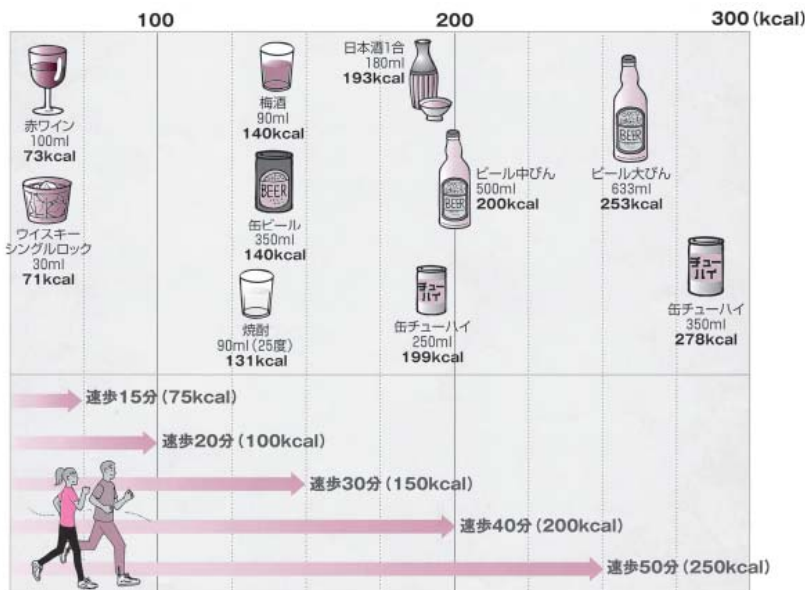 100 200 300 (kcal)
赤ワイン
100ml
73kcal
ウイスキー
シングルロック
30ml
71kcal
梅酒
90ml
140kcal
BEER
缶ビール
350ml
140kcal
焼酎
90ml(25度)
131kcal
日本酒1合
180ml
193kcal
BEER
ビール中びん
500ml
200kcal
チュー
ハイ
缶チューハイ
250ml
199kcal
BEER
ビール大びん
633ml
253kcal
チュー
ハイ
缶チューハイ
350ml
278kcal
速歩15分(75kcal)
速歩20分(100kcal)
速歩30分(150kcal)
速歩40分(200kcal)
速歩50分(250kcal)